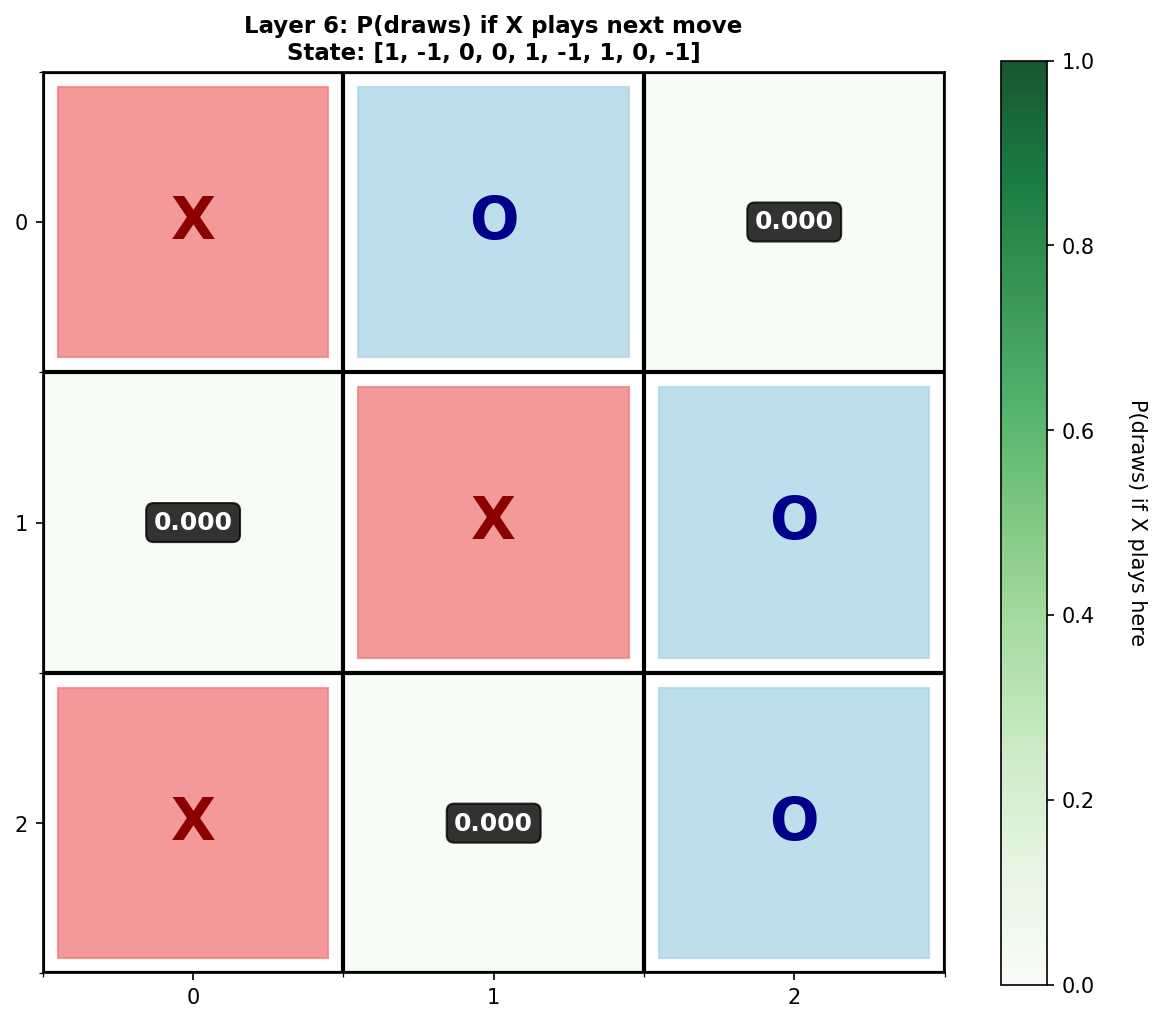 Layer 6: P(draws) if X plays next move
State: [1, -1, 0, 0, 1, -1, 1, 0, -1]
X
O
0.000
0
0.000
X
O
1
X
0.000
O
2
0
1
2
1.0
0.8
0.6
0.4
0.2
0.0
P(draws) if X plays here